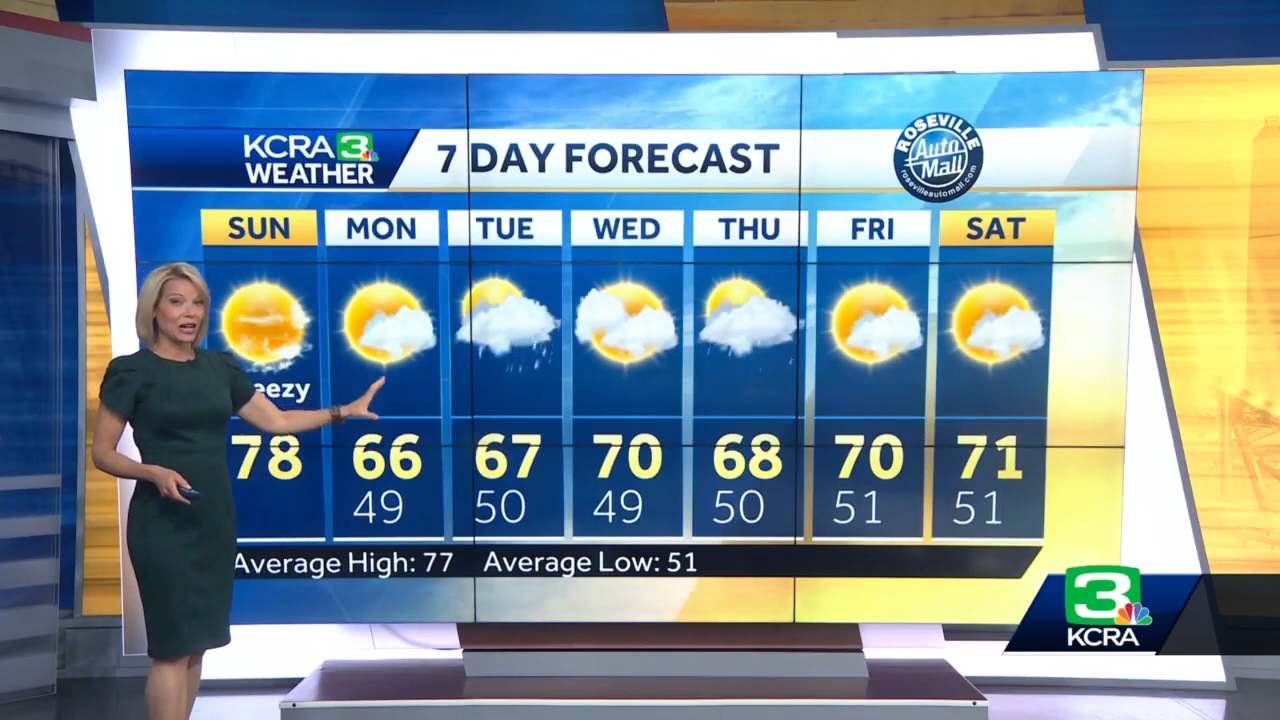 KCRA 3
WEATHER
7 DAY FORECAST
ROSEVILLE
Auto
Mall
rosevilleautomall.com
SUN MON TUE WED THU FRI SAT
eezy
78 66 67 70 68 70 71
49 50 49 50 51 51
Average High: 77 Average Low: 51
3
KCRA